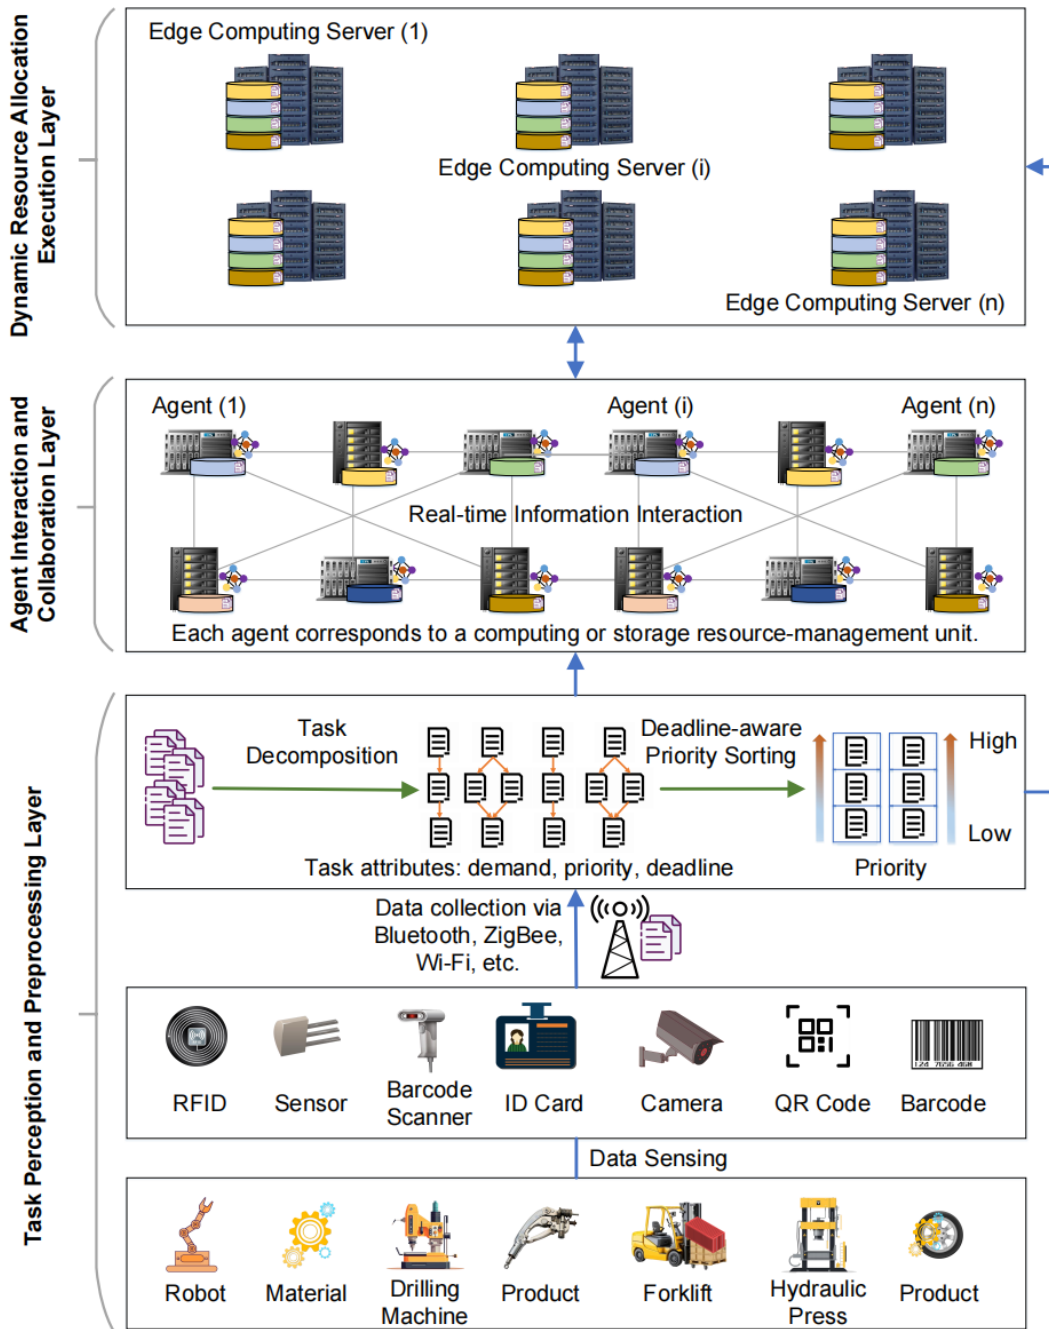 Dynamic Resource Allocation
Execution Layer
Edge Computing Server (1)
Edge Computing Server (i)
Edge Computing Server (n)
Agent Interaction and
Collaboration Layer
Agent (1)
Agent (i)
Agent (n)
Real-time Information Interaction
Each agent corresponds to a computing or storage resource-management unit.
Task Perception and Preprocessing Layer
Task
Decomposition
Deadline-aware
Priority Sorting
High
Low
Task attributes: demand, priority, deadline
Priority
Data collection via
Bluetooth, ZigBee,
Wi-Fi, etc.
RFID
Sensor
Barcode
Scanner
ID Card
Camera
QR Code
Barcode
Data Sensing
Robot
Material
Drilling
Machine
Product
Forklift
Hydraulic
Press
Product